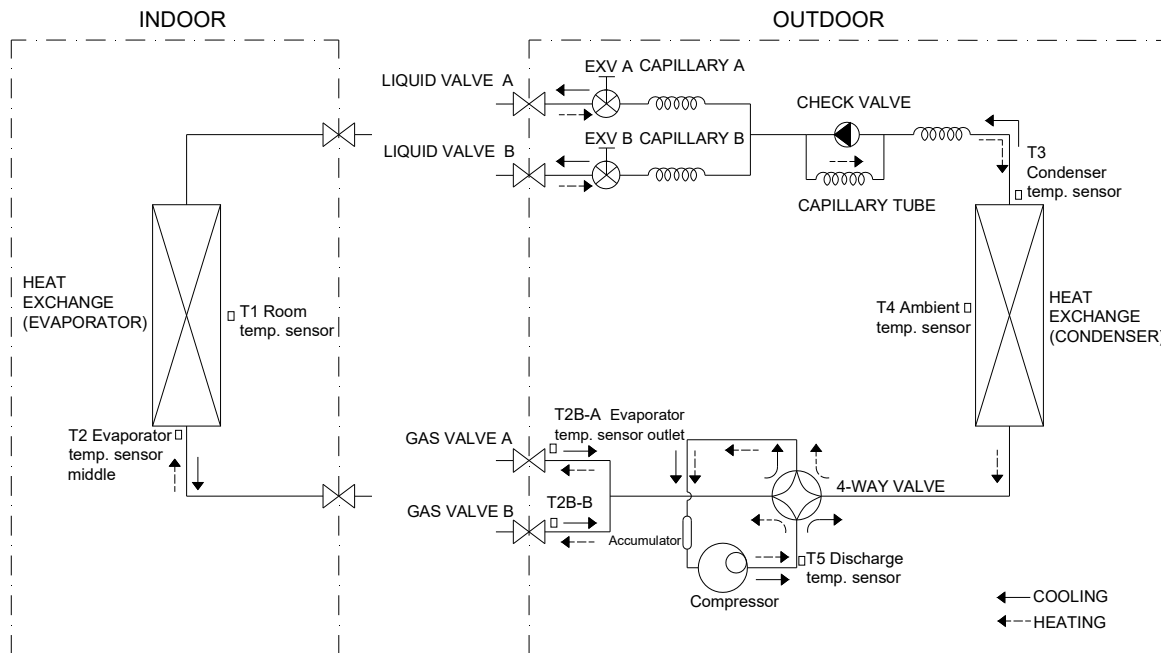 INDOOR
OUTDOOR
LIQUID VALVE A
EXV A
CAPILLARY A
CHECK VALVE
LIQUID VALVE B
EXV B
CAPILLARY B
T3
Condenser
temp. sensor
CAPILLARY TUBE
HEAT
EXCHANGE
(EVAPORATOR)
T1 Room
temp. sensor
T4 Ambient
temp. sensor
HEAT
EXCHANGE
(CONDENSER)
T2 Evaporator
temp. sensor
middle
GAS VALVE A
T2B-A Evaporator
temp. sensor outlet
4-WAY VALVE
GAS VALVE B
T2B-B
Accumulator
T5 Discharge
temp. sensor
Compressor
COOLING
HEATING